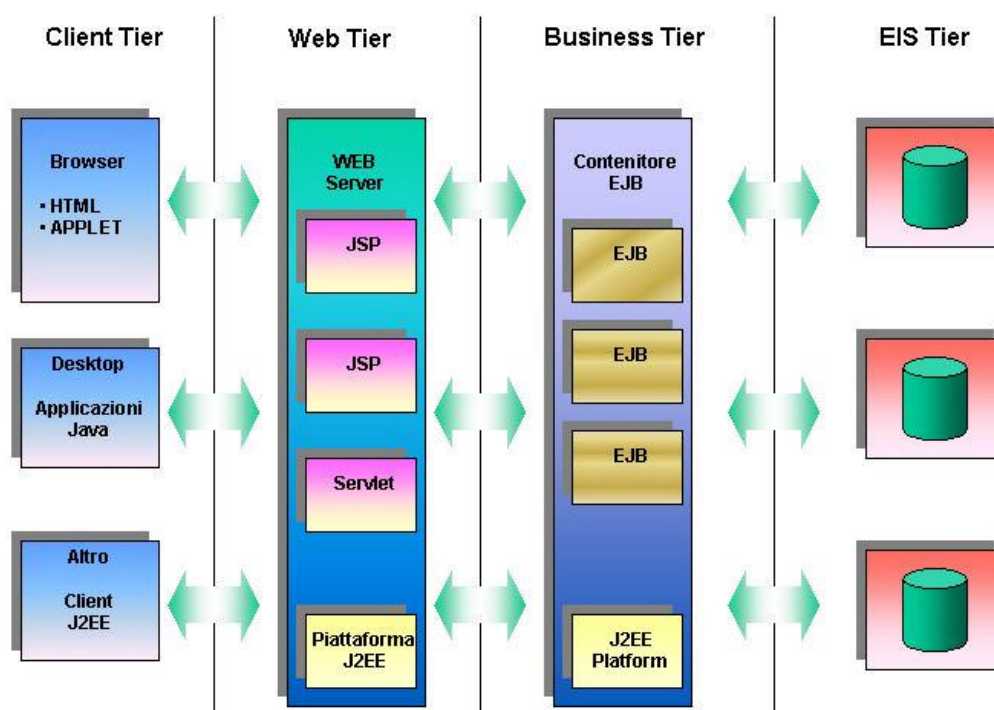 Client Tier
Web Tier
Business Tier
EIS Tier
Browser
• HTML
• APPLET
Desktop
Applicazioni
Java
Altro
Client
J2EE
WEB
Server
JSP
JSP
Servlet
Piattaforma
J2EE
Contenitore
EJB
EJB
EJB
EJB
J2EE
Platform